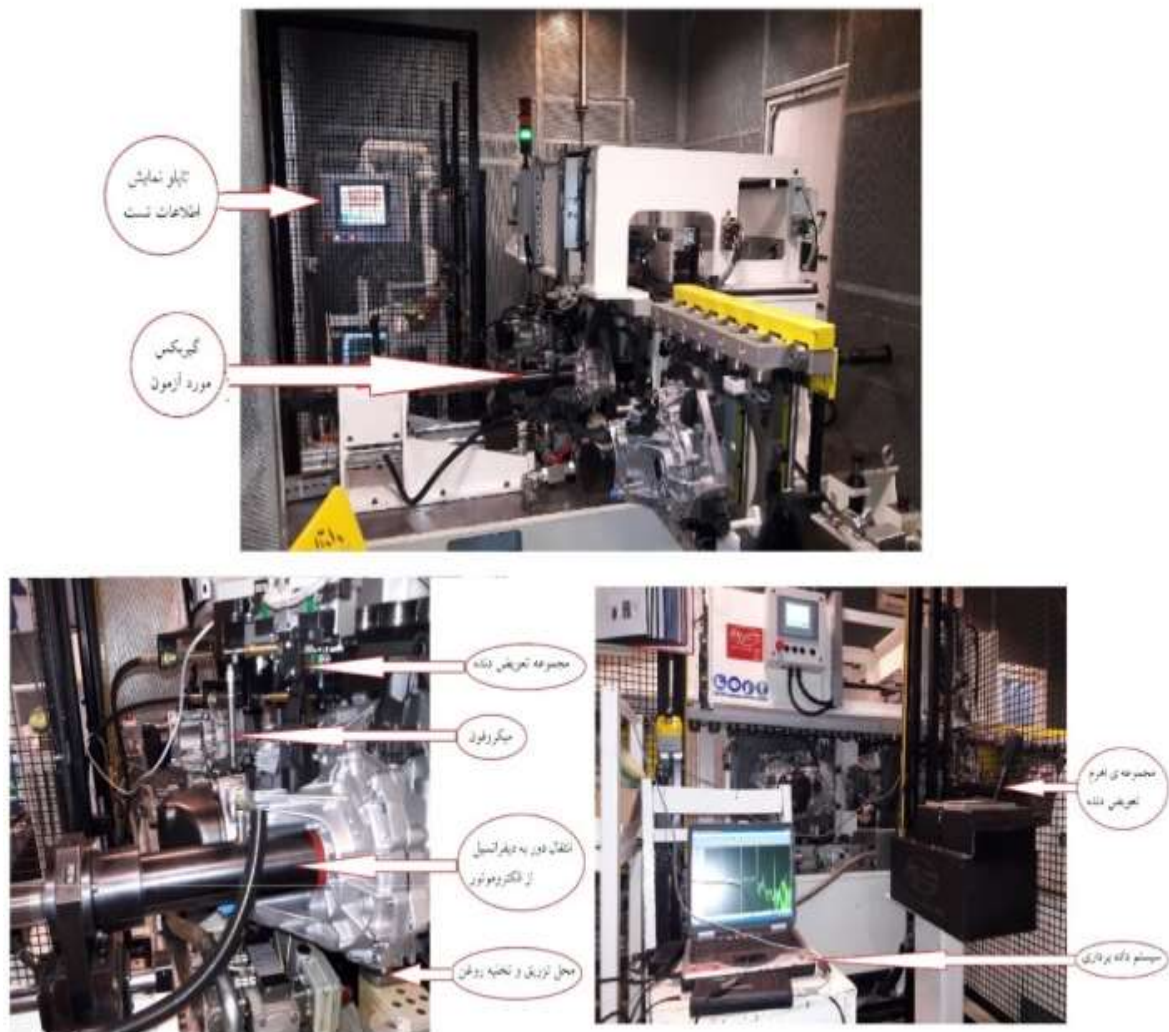 تابلو نمایش
اطلاعات تست
گیربکس
مورد آزمون
مجموعه تعویض دنده
میکروفون
انتقال دور به دیفرانسیل
از الکتروموتور
محل تزریق و تخلیه روغن
مجموعه ی اهرم
تعویض دنده
سیستم داده برداری